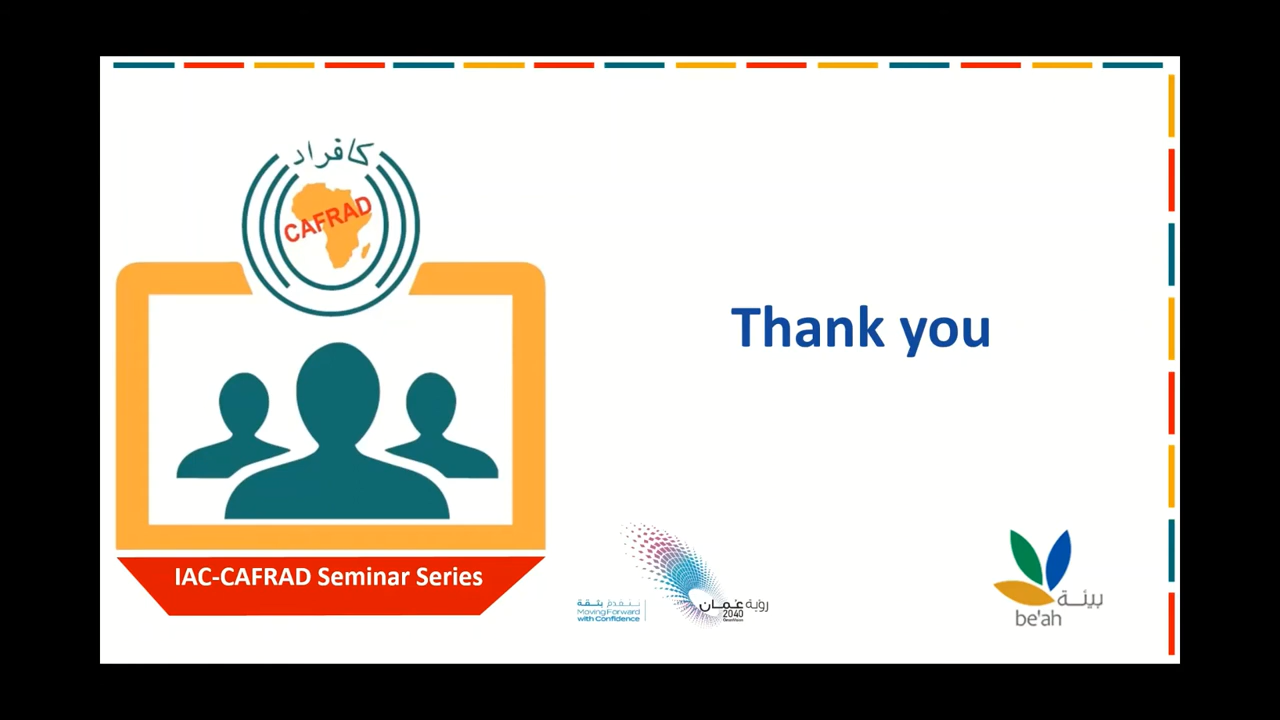 كافراد
CAFRAD
Thank you
IAC-CAFRAD Seminar Series
نتقدم بثقة
Moving Forward
with Confidence
رؤية عُمان
2040
OmanVision
بيئة
be'ah